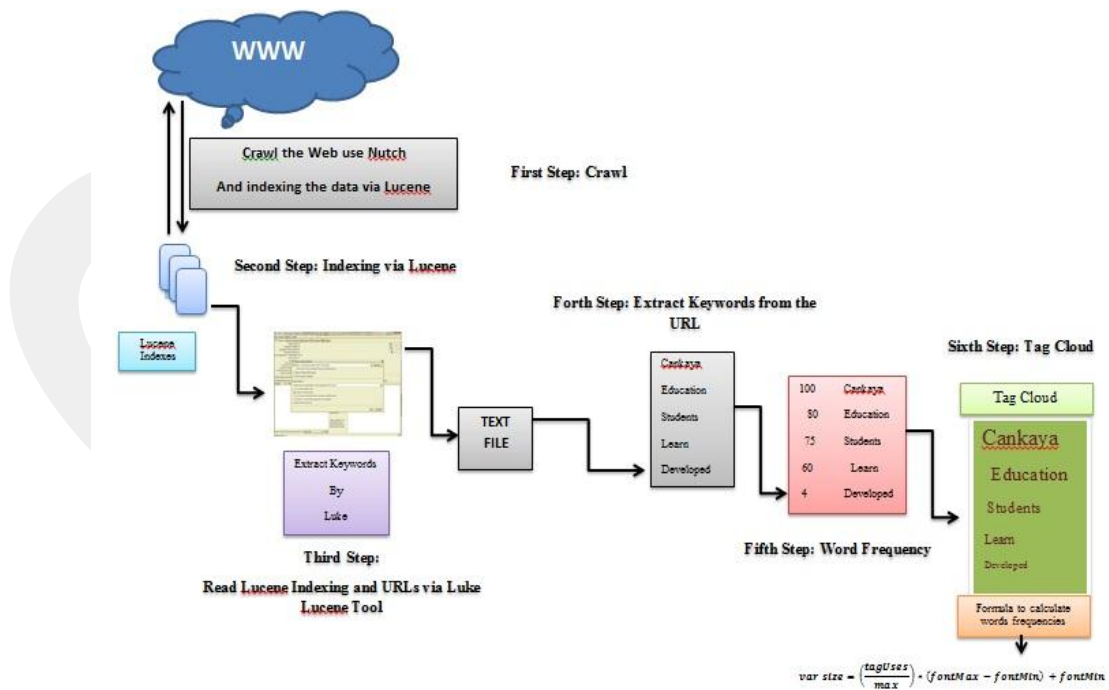 WWW
Crawl the Web use Nutch
And indexing the data via Lucene
First Step: Crawl
Second Step: Indexing via Lucene
Lucene
Indexes
Extract Keywords
By
Luke
Third Step:
Read Lucene Indexing and URLs via Luke
Lucene Tool
TEXT
FILE
Forth Step: Extract Keywords from the
URL
Cankaya
Education
Students
Learn
Developed
100 Cankaya
80 Education
75 Students
60 Learn
4 Developed
Fifth Step: Word Frequency
Sixth Step: Tag Cloud
Tag Cloud
Cankaya
Education
Students
Learn
Developed
Formula to calculate
words frequencies
var size = (tagUses/max) * (fontMax − fontMin) + fontMin